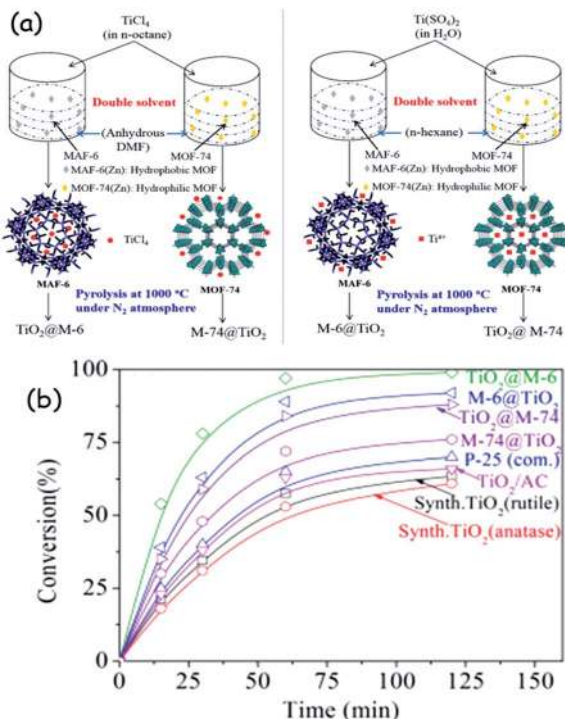 (a)
TiCl₄
(in n-octane)
Double solvent
(Anhydrous
DMF)
MAF-6
MOF-74
MAF-6(Zn): Hydrophobic MOF
MOF-74(Zn): Hydrophilic MOF
TiCl₄
MAF-6
MOF-74
Pyrolysis at 1000 °C
under N₂ atmosphere
TiO₂@M-6
M-74@TiO₂
Ti(SO₄)₂
(in H₂O)
Double solvent
(n-hexane)
MAF-6
MOF-74
MAF-6(Zn): Hydrophobic MOF
MOF-74(Zn): Hydrophilic MOF
Ti⁴⁺
MAF-6
MOF-74
Pyrolysis at 1000 °C
under N₂ atmosphere
M-6@TiO₂
TiO₂@ M-74
(b)
Conversion(%)
100
75
50
25
0
TiO₂@M-6
M-6@TiO₂
TiO₂@M-74
M-74@TiO₂
P-25 (com.)
TiO₂/AC
Synth.TiO₂(rutile)
Synth.TiO₂(anatase)
0 30 60 90 120 150
Time (min)